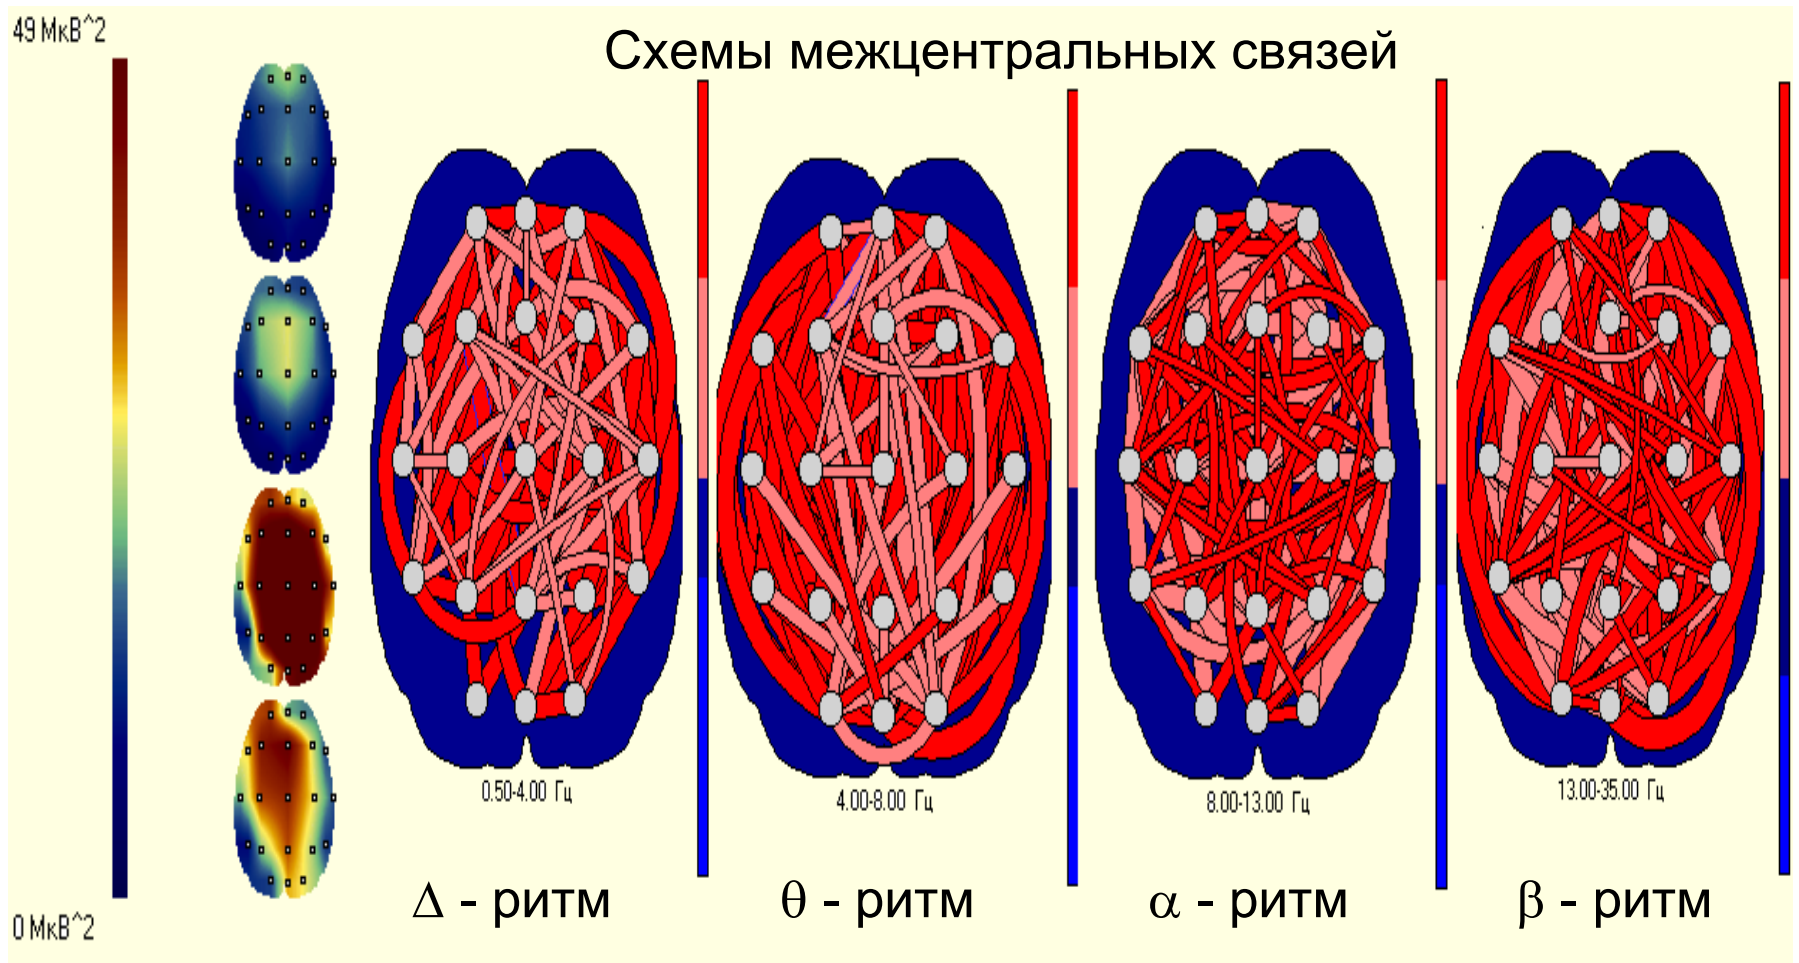 49 МкВ^2
Схемы межцентральных связей
0.50-4.00 Гц
4.00-8.00 Гц
8.00-13.00 Гц
13.00-35.00 Гц
Δ - ритм
θ - ритм
α - ритм
β - ритм
0 МкВ^2